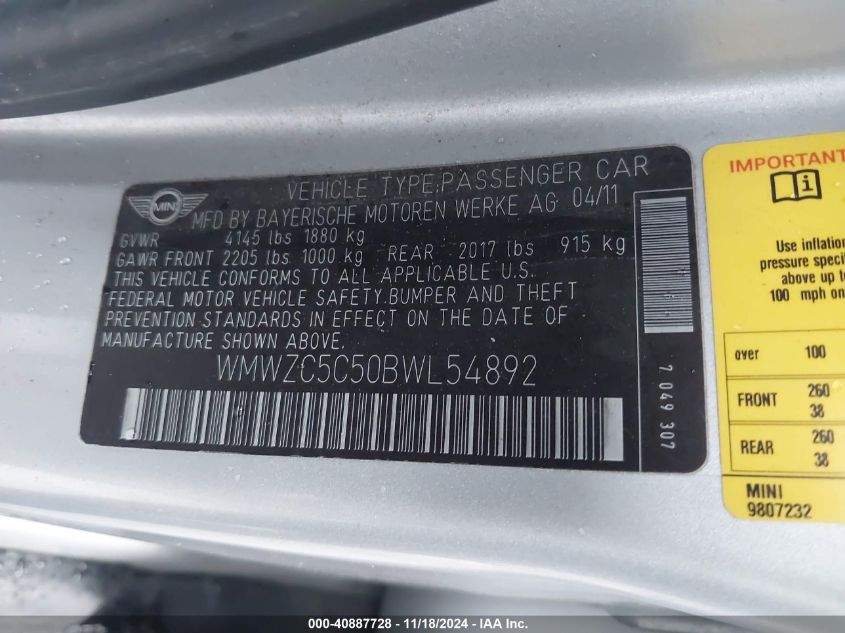 MINI
VEHICLE TYPE:PASSENGER CAR
MFD BY BAYERISCHE MOTOREN WERKE AG 04/11
GVWR 4145 lbs 1880 kg
GAWR FRONT 2205 lbs 1000 kg REAR 2017 lbs 915 kg
THIS VEHICLE CONFORMS TO ALL APPLICABLE U.S.
FEDERAL MOTOR VEHICLE SAFETY.BUMPER AND THEFT
PREVENTION STANDARDS IN EFFECT ON THE DATE OF
MANUFACTURE SHOWN ABOVE.
WMWZC5C50BWL54892
7 049 307
IMPORTANT
i
Use inflation
pressure speci
above up to
100 mph on
over 100
FRONT 260
38
REAR 260
38
MINI
9807232
000-40887728 - 11/18/2024 - IAA Inc.